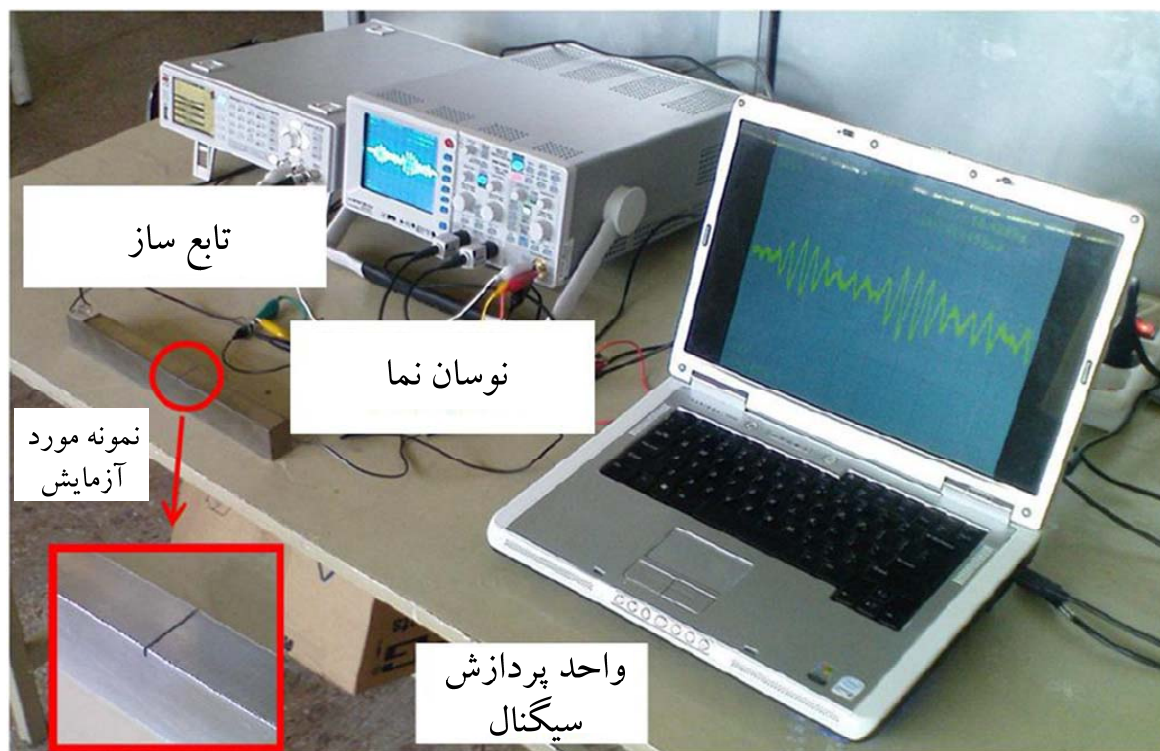 تابع ساز
نوسان نما
نمونه مورد
آزمایش
واحد پردازش
سیگنال